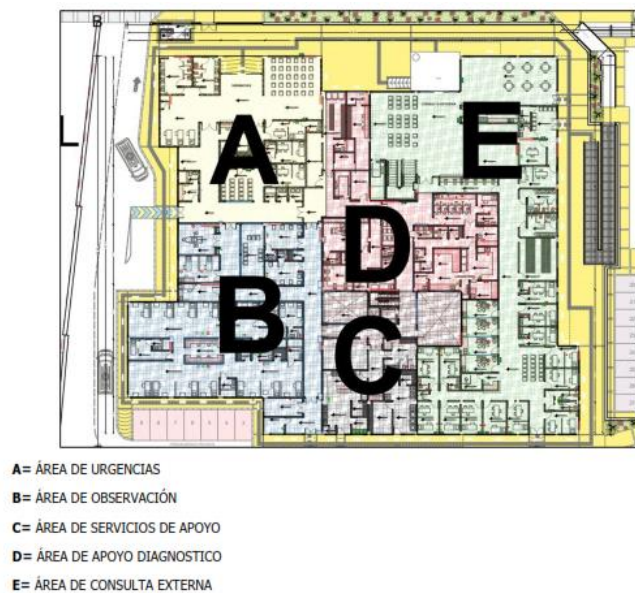 A
E
D
B
C
A= ÁREA DE URGENCIAS
B= ÁREA DE OBSERVACIÓN
C= ÁREA DE SERVICIOS DE APOYO
D= ÁREA DE APOYO DIAGNOSTICO
E= ÁREA DE CONSULTA EXTERNA